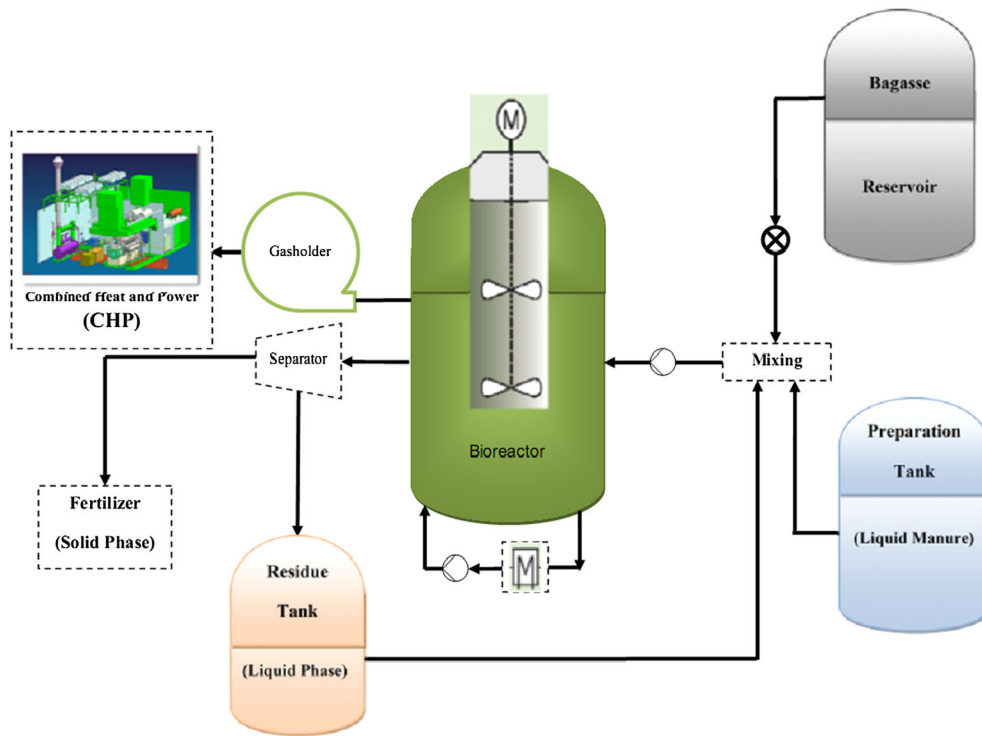 Bagasse
Reservoir
M
Gasholder
Combined Heat and Power
(CHP)
Separator
Mixing
Bioreactor
Preparation
Tank
(Liquid Manure)
Fertilizer
(Solid Phase)
M
Residue
Tank
(Liquid Phase)